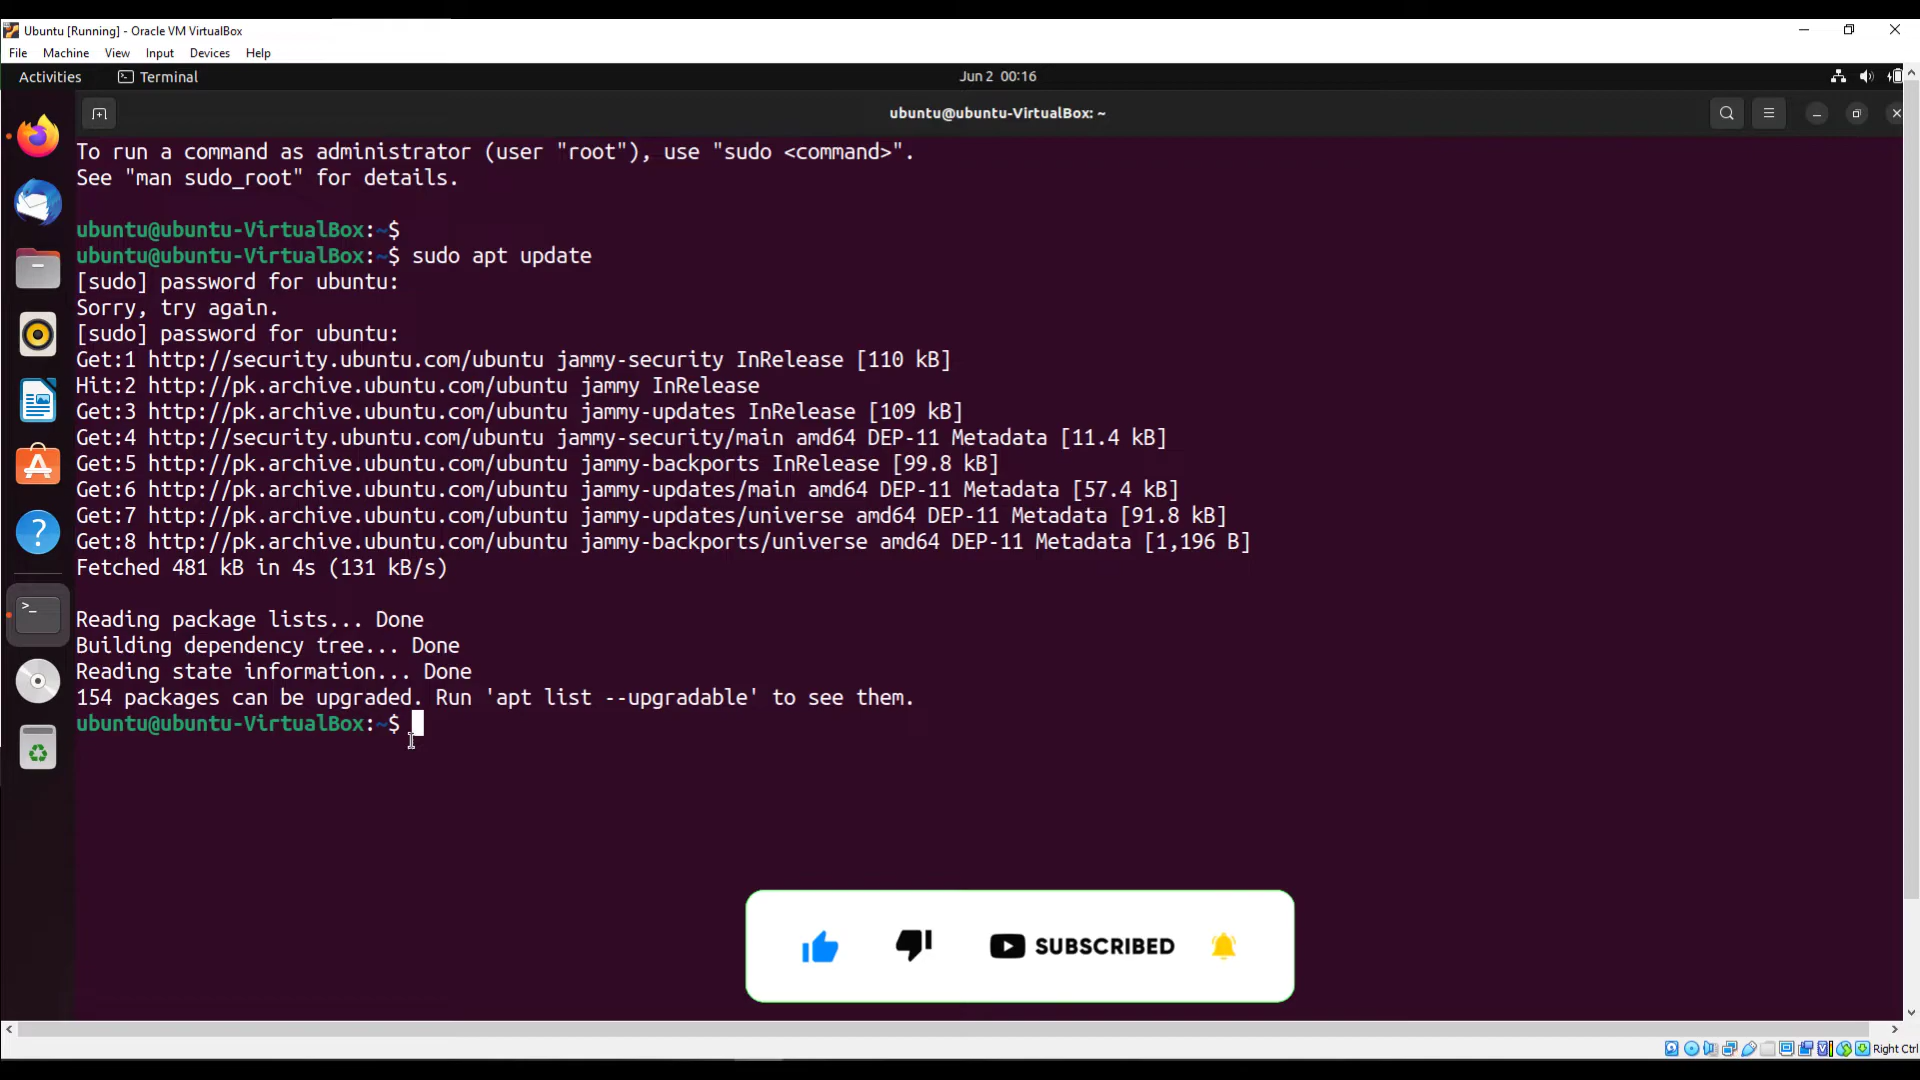 Ubuntu [Running] - Oracle VM VirtualBox
File Machine View Input Devices Help
Activities Terminal Jun 2 00:16
ubuntu@ubuntu-VirtualBox: ~
To run a command as administrator (user "root"), use "sudo <command>".
See "man sudo_root" for details.
ubuntu@ubuntu-VirtualBox:~$
ubuntu@ubuntu-VirtualBox:~$ sudo apt update
[sudo] password for ubuntu:
Sorry, try again.
[sudo] password for ubuntu:
Get:1 http://security.ubuntu.com/ubuntu jammy-security InRelease [110 kB]
Hit:2 http://pk.archive.ubuntu.com/ubuntu jammy InRelease
Get:3 http://pk.archive.ubuntu.com/ubuntu jammy-updates InRelease [109 kB]
Get:4 http://security.ubuntu.com/ubuntu jammy-security/main amd64 DEP-11 Metadata [11.4 kB]
Get:5 http://pk.archive.ubuntu.com/ubuntu jammy-backports InRelease [99.8 kB]
Get:6 http://pk.archive.ubuntu.com/ubuntu jammy-updates/main amd64 DEP-11 Metadata [57.4 kB]
Get:7 http://pk.archive.ubuntu.com/ubuntu jammy-updates/universe amd64 DEP-11 Metadata [91.8 kB]
Get:8 http://pk.archive.ubuntu.com/ubuntu jammy-backports/universe amd64 DEP-11 Metadata [1,196 B]
Fetched 481 kB in 4s (131 kB/s)
Reading package lists... Done
Building dependency tree... Done
Reading state information... Done
154 packages can be upgraded. Run 'apt list --upgradable' to see them.
ubuntu@ubuntu-VirtualBox:~$
SUBSCRIBED
Right Ctrl